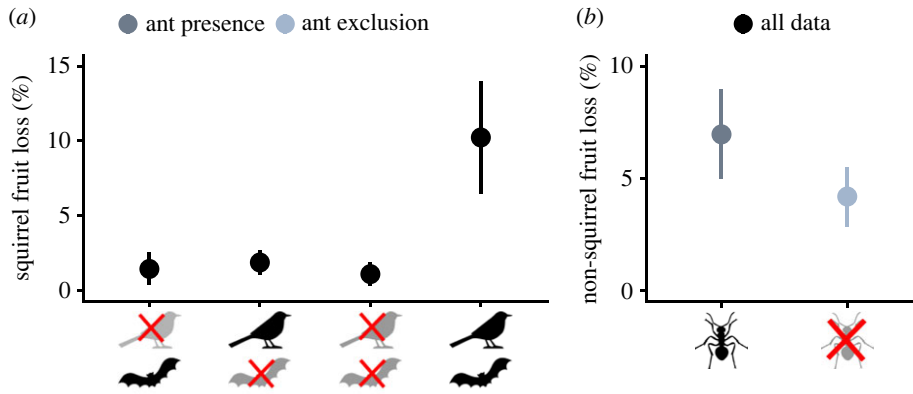 (a)
ant presence
ant exclusion
squirrel fruit loss (%)
15
10
5
0
(b)
all data
non-squirrel fruit loss (%)
10
5
0